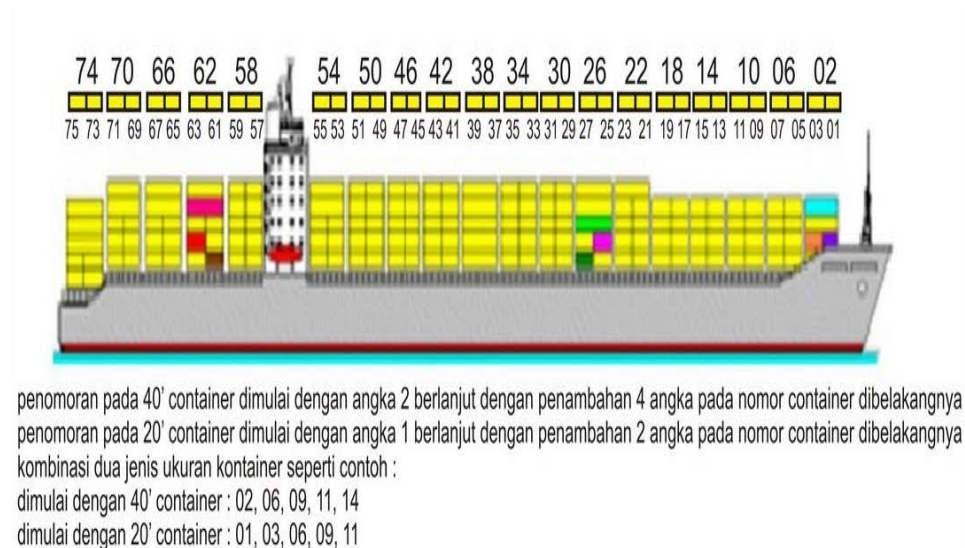 74 70 66 62 58 54 50 46 42 38 34 30 26 22 18 14 10 06 02
75 73 71 69 67 65 63 61 59 57 55 53 51 49 47 45 43 41 39 37 35 33 31 29 27 25 23 21 19 17 15 13 11 09 07 05 03 01
penomoran pada 40' container dimulai dengan angka 2 berlanjut dengan penambahan 4 angka pada nomor container dibelakangnya
penomoran pada 20' container dimulai dengan angka 1 berlanjut dengan penambahan 2 angka pada nomor container dibelakangnya
kombinasi dua jenis ukuran kontainer seperti contoh :
dimulai dengan 40' container : 02, 06, 09, 11, 14
dimulai dengan 20' container : 01, 03, 06, 09, 11